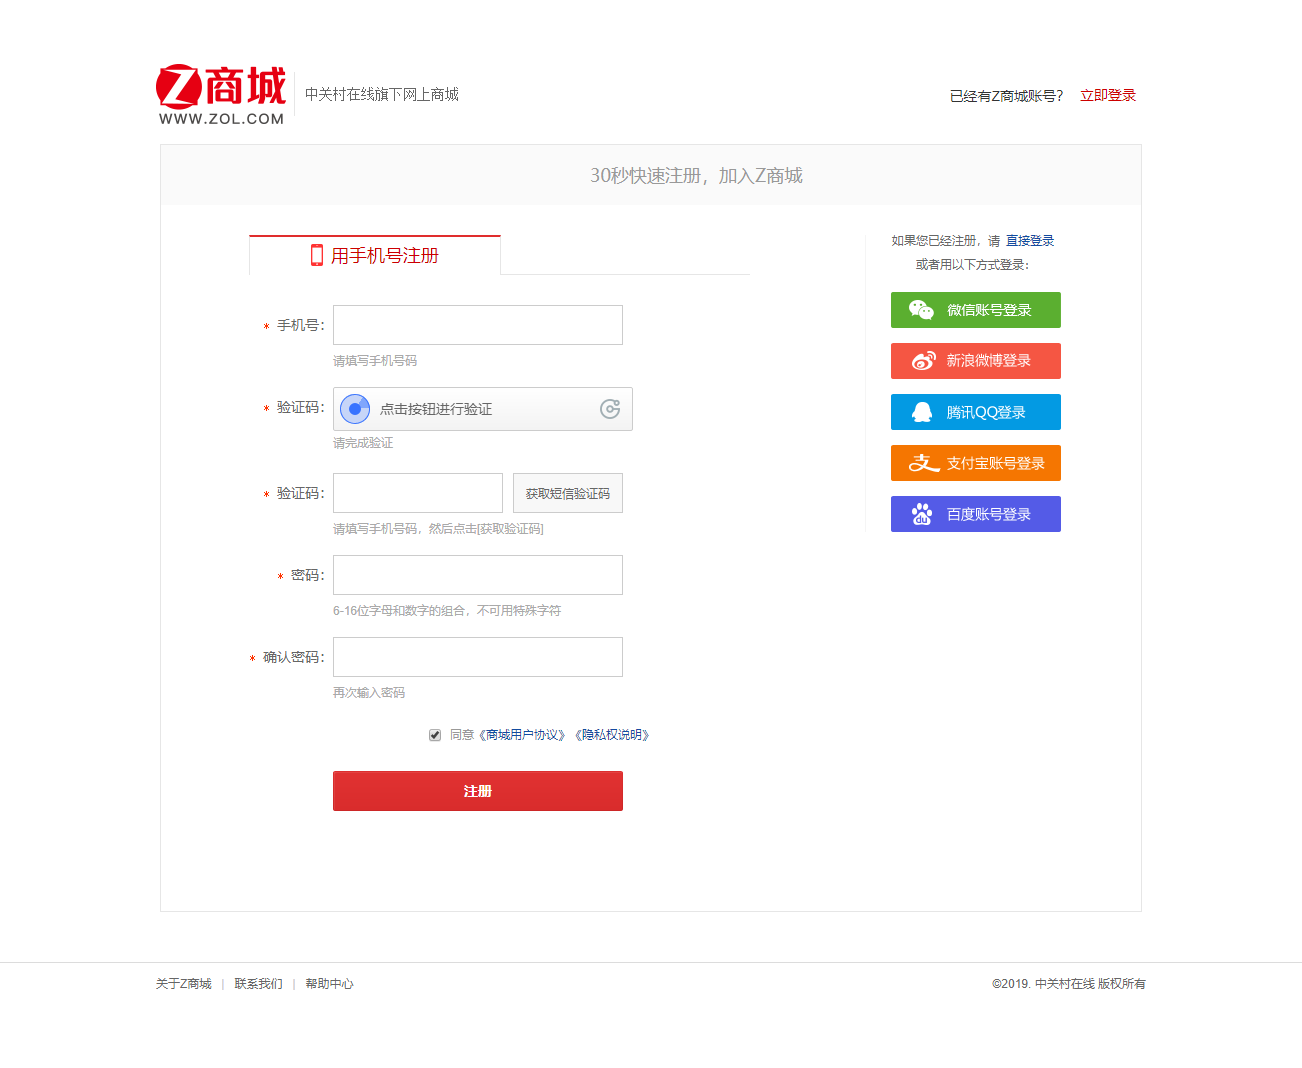 Z商城
WWW.ZOL.COM
中关村在线旗下网上商城
已经有Z商城账号? 立即登录
30秒快速注册，加入Z商城
用手机号注册
* 手机号：
请填写手机号码
* 验证码： 点击按钮进行验证
请完成验证
* 验证码： 获取短信验证码
请填写手机号码，然后点击[获取验证码]
* 密码：
6-16位字母和数字的组合，不可用特殊字符
* 确认密码：
再次输入密码
同意《商城用户协议》《隐私权说明》
注册
如果您已经注册，请 直接登录
或者用以下方式登录：
微信账号登录
新浪微博登录
腾讯QQ登录
支付宝账号登录
du 百度账号登录
关于Z商城 | 联系我们 | 帮助中心
©2019. 中关村在线 版权所有